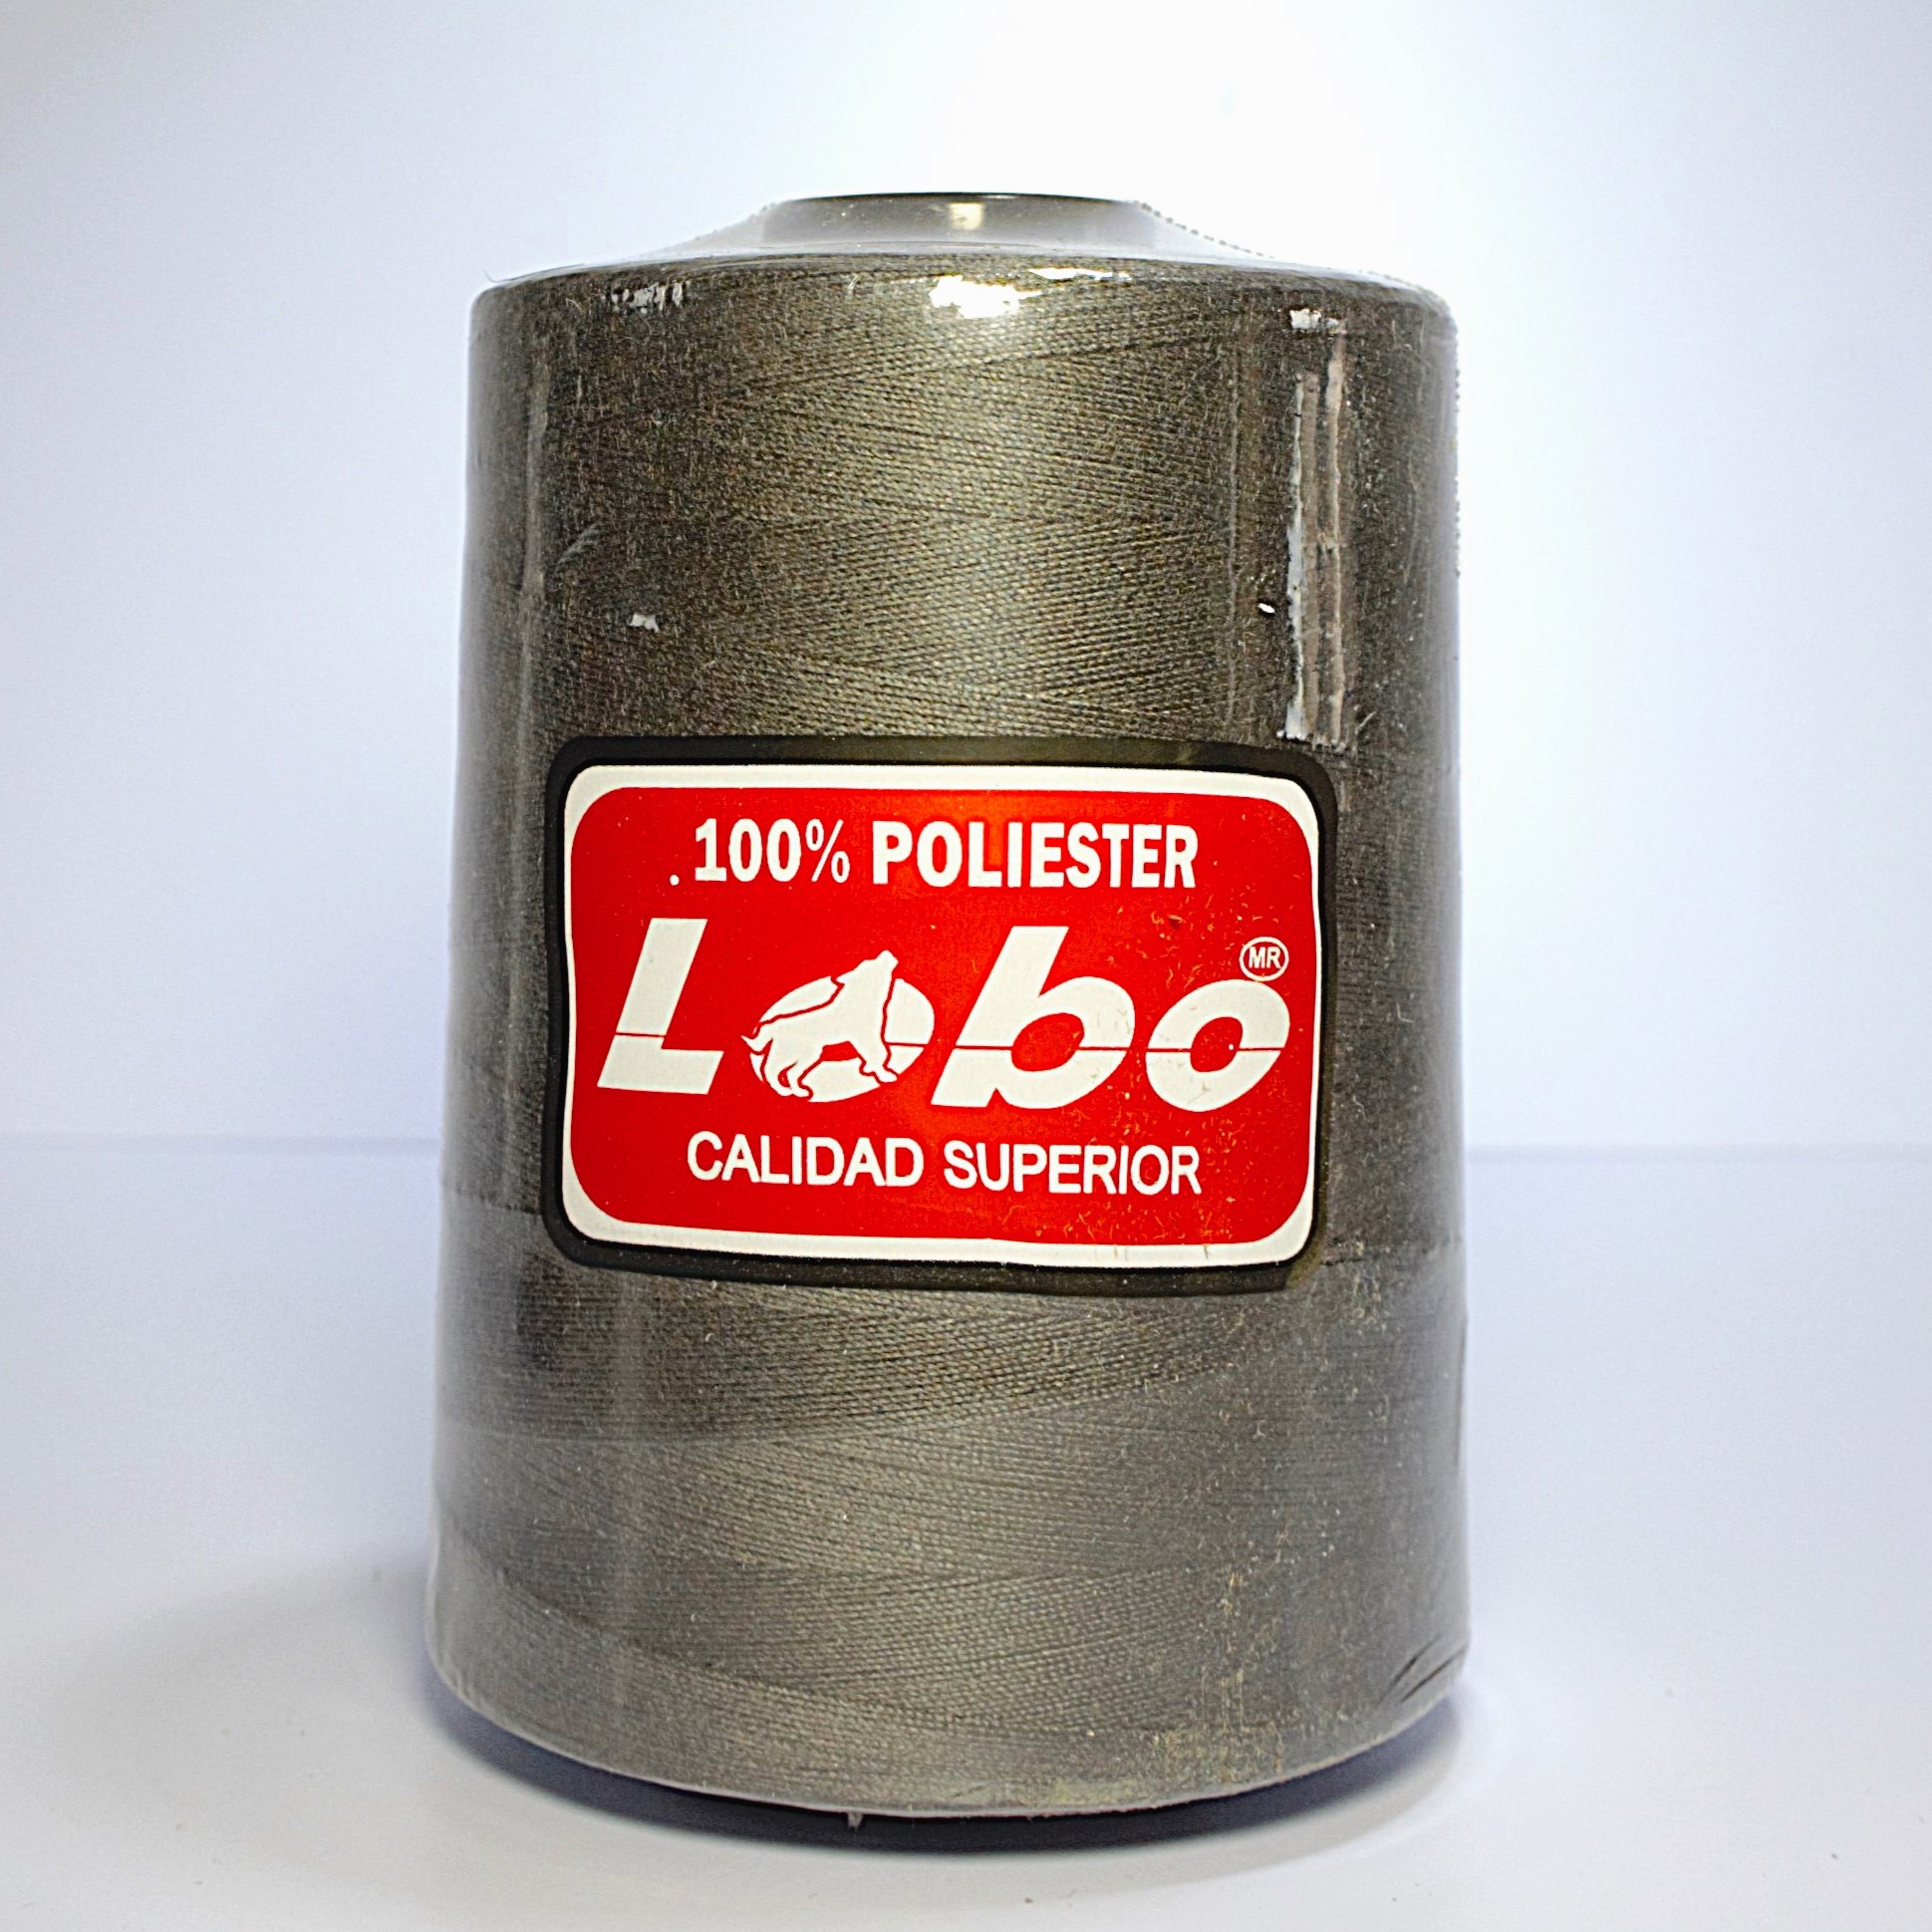 100% POLIESTER
Lobo MR
CALIDAD SUPERIOR